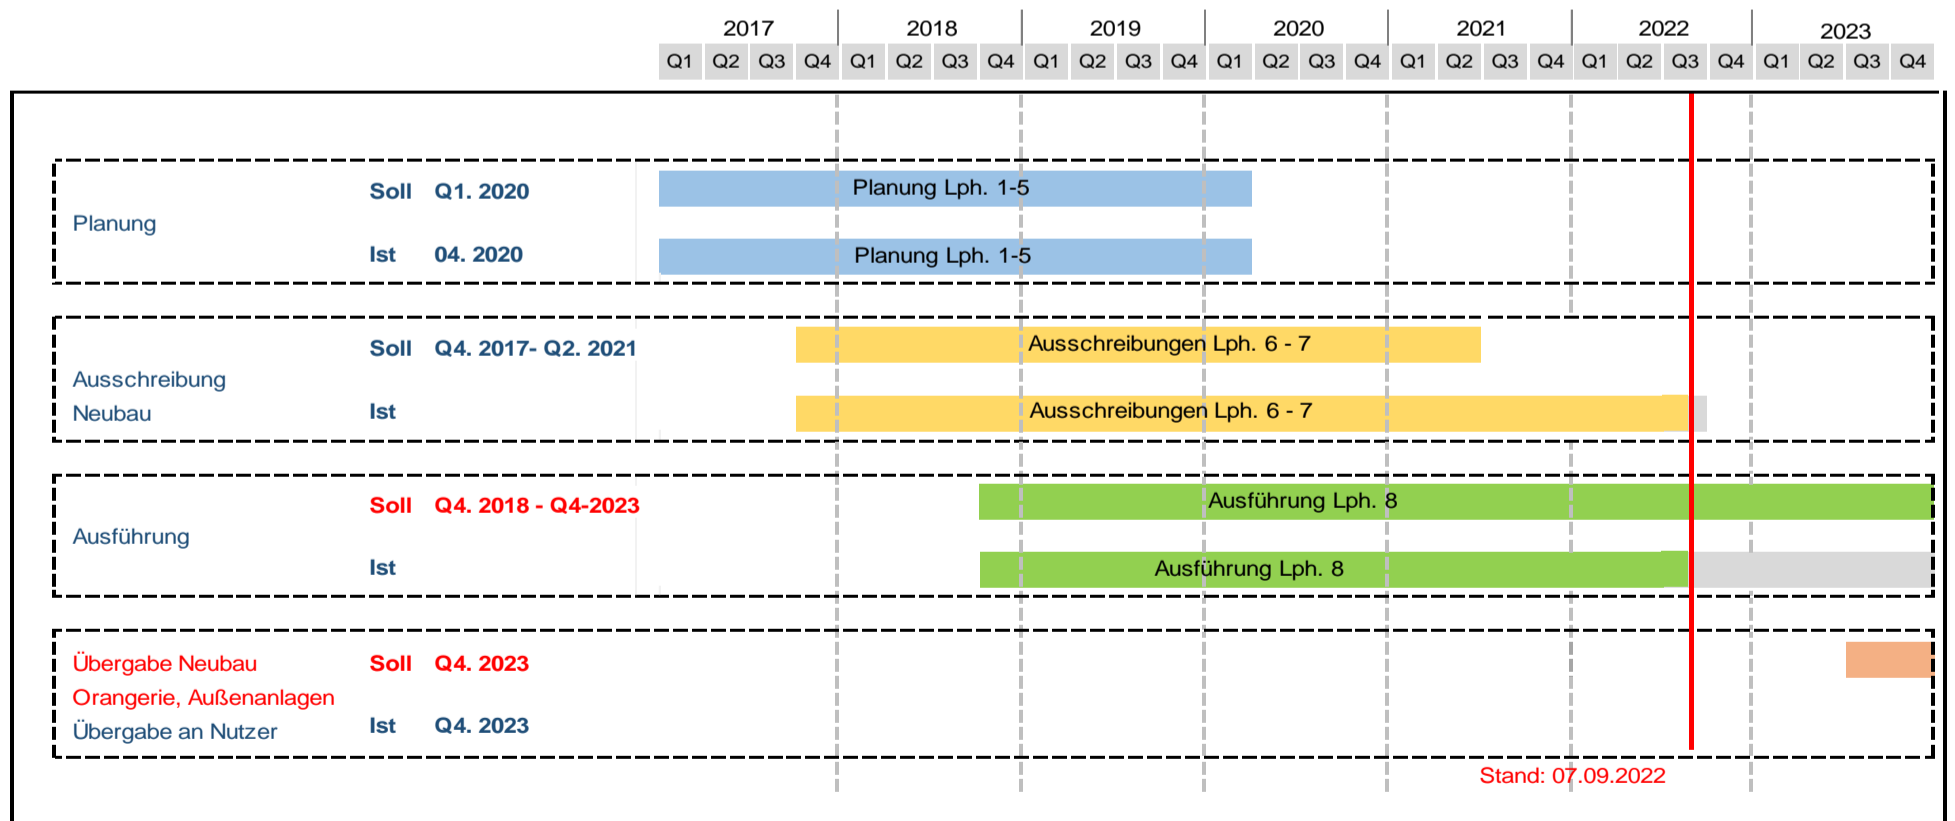 2017 2018 2019 2020 2021 2022 2023
Q1 Q2 Q3 Q4 Q1 Q2 Q3 Q4 Q1 Q2 Q3 Q4 Q1 Q2 Q3 Q4 Q1 Q2 Q3 Q4 Q1 Q2 Q3 Q4 Q1 Q2 Q3 Q4
Soll Q1. 2020 Planung Lph. 1-5
Planung
Ist 04. 2020 Planung Lph. 1-5
Soll Q4. 2017- Q2. 2021 Ausschreibungen Lph. 6 - 7
Ausschreibung
Neubau Ist Ausschreibungen Lph. 6 - 7
Soll Q4. 2018 - Q4-2023 Ausführung Lph. 8
Ausführung
Ist Ausführung Lph. 8
Übergabe Neubau Soll Q4. 2023
Orangerie, Außenanlagen
Übergabe an Nutzer Ist Q4. 2023
Stand: 07.09.2022